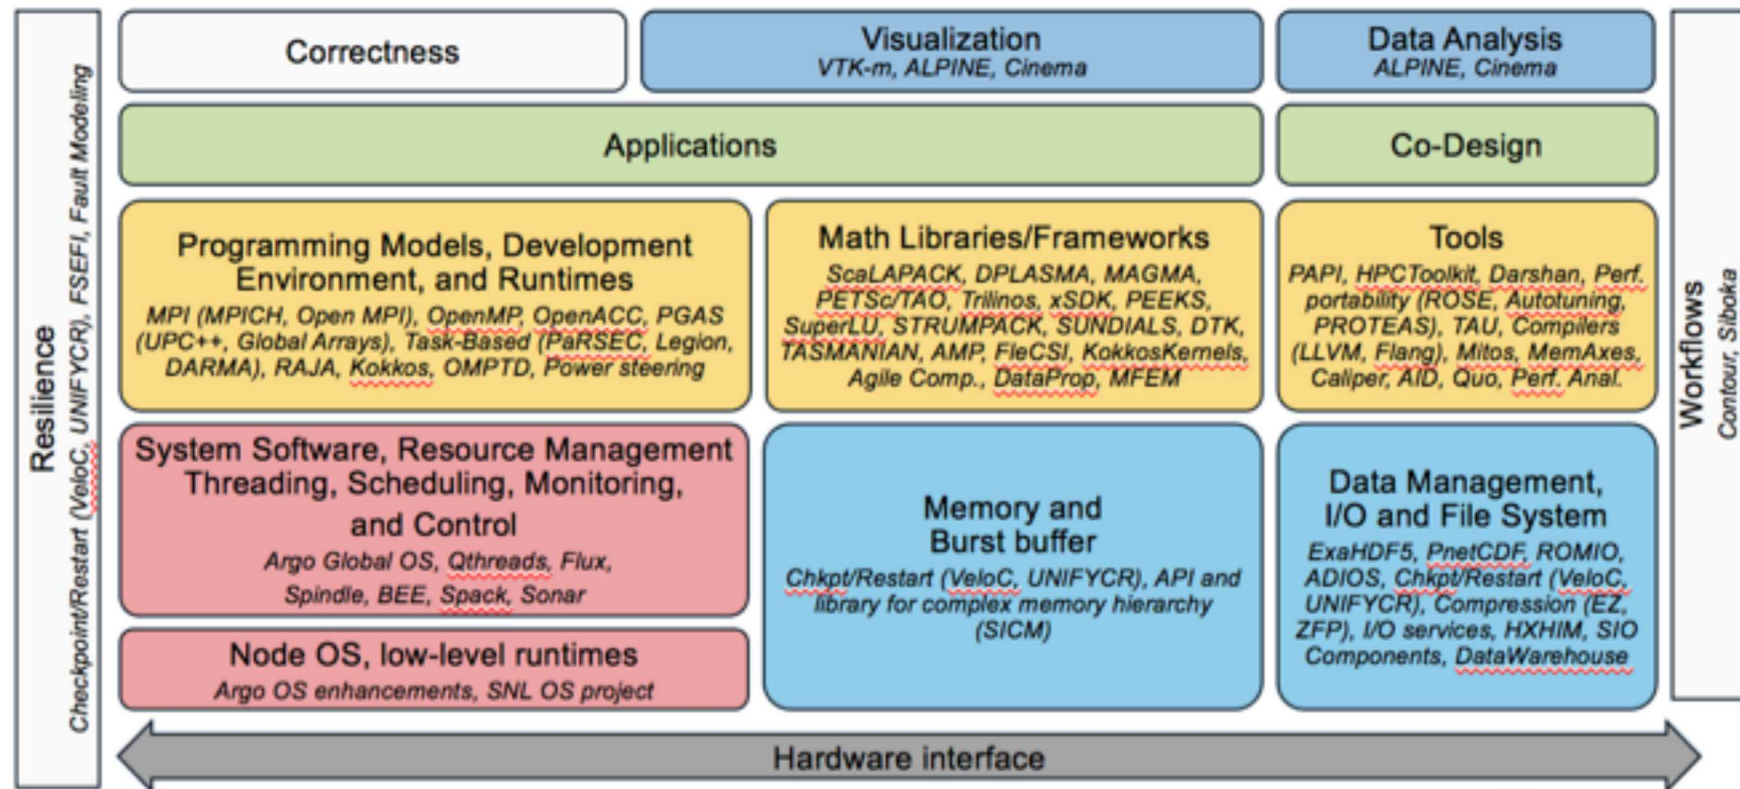 Resilience
Checkpoint/Restart (VeloC, UNIFYCR), FSEFI, Fault Modeling
Correctness
Visualization
VTK-m, ALPINE, Cinema
Data Analysis
ALPINE, Cinema
Applications
Co-Design
Programming Models, Development
Environment, and Runtimes
MPI (MPICH, Open MPI), OpenMP, OpenACC, PGAS
(UPC++, Global Arrays), Task-Based (PaRSEC, Legion,
DARMA), RAJA, Kokkos, OMPTD, Power steering
Math Libraries/Frameworks
ScaLAPACK, DPLASMA, MAGMA,
PETSc/TAO, Trilinos, xSDK, PEEKS,
SuperLU, STRUMPACK, SUNDIALS, DTK,
TASMANIAN, AMP, FleCSI, KokkosKernels,
Agile Comp., DataProp, MFEM
Tools
PAPI, HPCToolkit, Darshan, Perf.
portability (ROSE, Autotuning,
PROTEAS), TAU, Compilers
(LLVM, Flang), Mitos, MemAxes,
Caliper, AID, Quo, Perf. Anal.
System Software, Resource Management
Threading, Scheduling, Monitoring,
and Control
Argo Global OS, Qthreads, Flux,
Spindle, BEE, Spack, Sonar
Node OS, low-level runtimes
Argo OS enhancements, SNL OS project
Memory and
Burst buffer
Chkpt/Restart (VeloC, UNIFYCR), API and
library for complex memory hierarchy
(SICM)
Data Management,
I/O and File System
ExaHDF5, PnetCDF, ROMIO,
ADIOS, Chkpt/Restart (VeloC,
UNIFYCR), Compression (EZ,
ZFP), I/O services, HXHIM, SIO
Components, DataWarehouse
Workflows
Contour, Siboka
Hardware interface